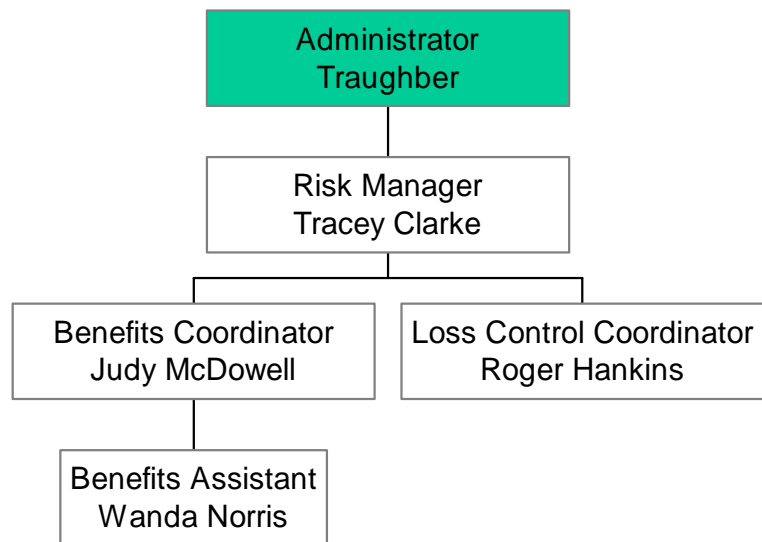 Administrator
Traughber
Risk Manager
Tracey Clarke
Benefits Coordinator
Judy McDowell
Loss Control Coordinator
Roger Hankins
Benefits Assistant
Wanda Norris